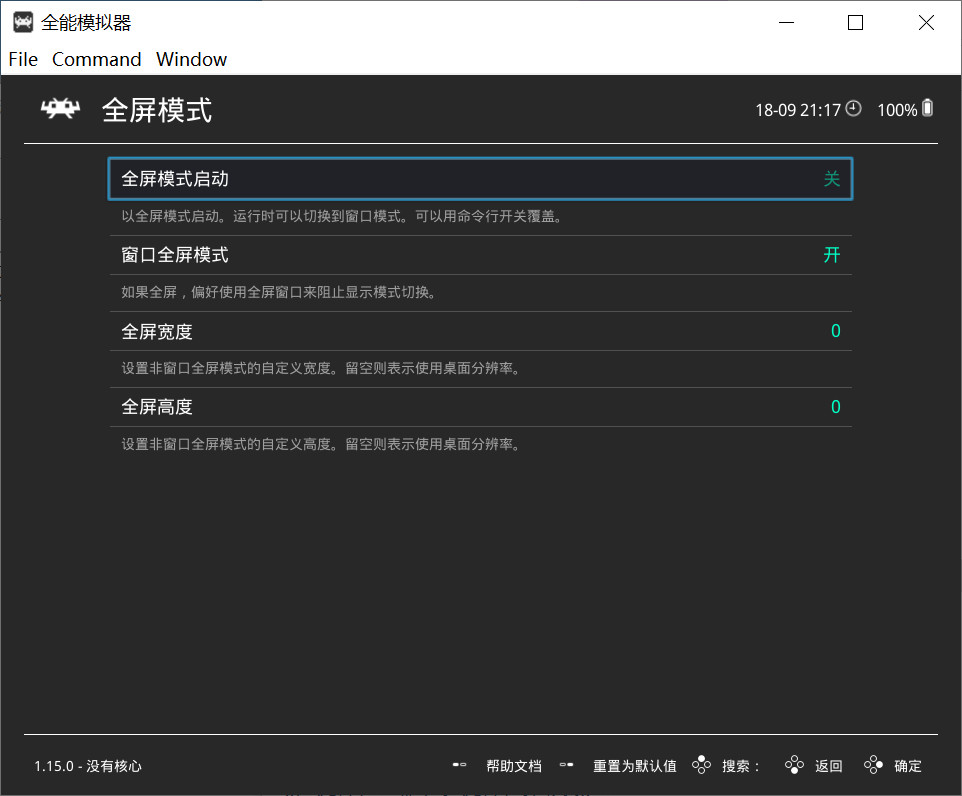 全能模拟器
File Command Window
全屏模式 18-09 21:17 100%
全屏模式启动 关
以全屏模式启动。运行时可以切换到窗口模式。可以用命令行开关覆盖。
窗口全屏模式 开
如果全屏，偏好使用全屏窗口来阻止显示模式切换。
全屏宽度 0
设置非窗口全屏模式的自定义宽度。留空则表示使用桌面分辨率。
全屏高度 0
设置非窗口全屏模式的自定义高度。留空则表示使用桌面分辨率。
1.15.0 - 没有核心 帮助文档 重置为默认值 搜索： 返回 确定